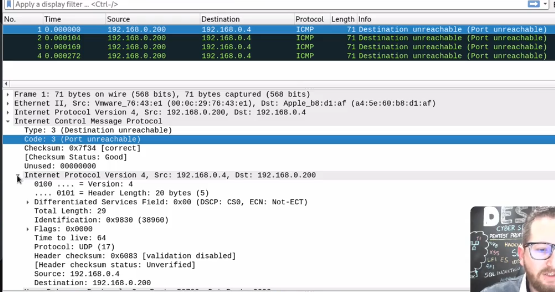 Apply a display filter ... <Ctrl-/>
No. Time Source Destination Protocol Length Info
1 0.000000 192.168.0.200 192.168.0.4 ICMP 71 Destination unreachable (Port unreachable)
2 0.000104 192.168.0.200 192.168.0.4 ICMP 71 Destination unreachable (Port unreachable)
3 0.000169 192.168.0.200 192.168.0.4 ICMP 71 Destination unreachable (Port unreachable)
4 0.000272 192.168.0.200 192.168.0.4 ICMP 71 Destination unreachable (Port unreachable)
Frame 1: 71 bytes on wire (568 bits), 71 bytes captured (568 bits)
Ethernet II, Src: Vmware_76:43:e1 (00:0c:29:76:43:e1), Dst: Apple_b8:d1:af (a4:5e:60:b8:d1:af)
Internet Protocol Version 4, Src: 192.168.0.200, Dst: 192.168.0.4
Internet Control Message Protocol
Type: 3 (Destination unreachable)
Code: 3 (Port unreachable)
Checksum: 0x7f34 [correct]
[Checksum Status: Good]
Unused: 00000000
Internet Protocol Version 4, Src: 192.168.0.4, Dst: 192.168.0.200
0100 .... = Version: 4
.... 0101 = Header Length: 20 bytes (5)
Differentiated Services Field: 0x00 (DSCP: CS0, ECN: Not-ECT)
Total Length: 29
Identification: 0x9830 (38960)
Flags: 0x0000
Time to live: 64
Protocol: UDP (17)
Header checksum: 0x6083 [validation disabled]
[Header checksum status: Unverified]
Source: 192.168.0.4
Destination: 192.168.0.200
DES
CYBER S